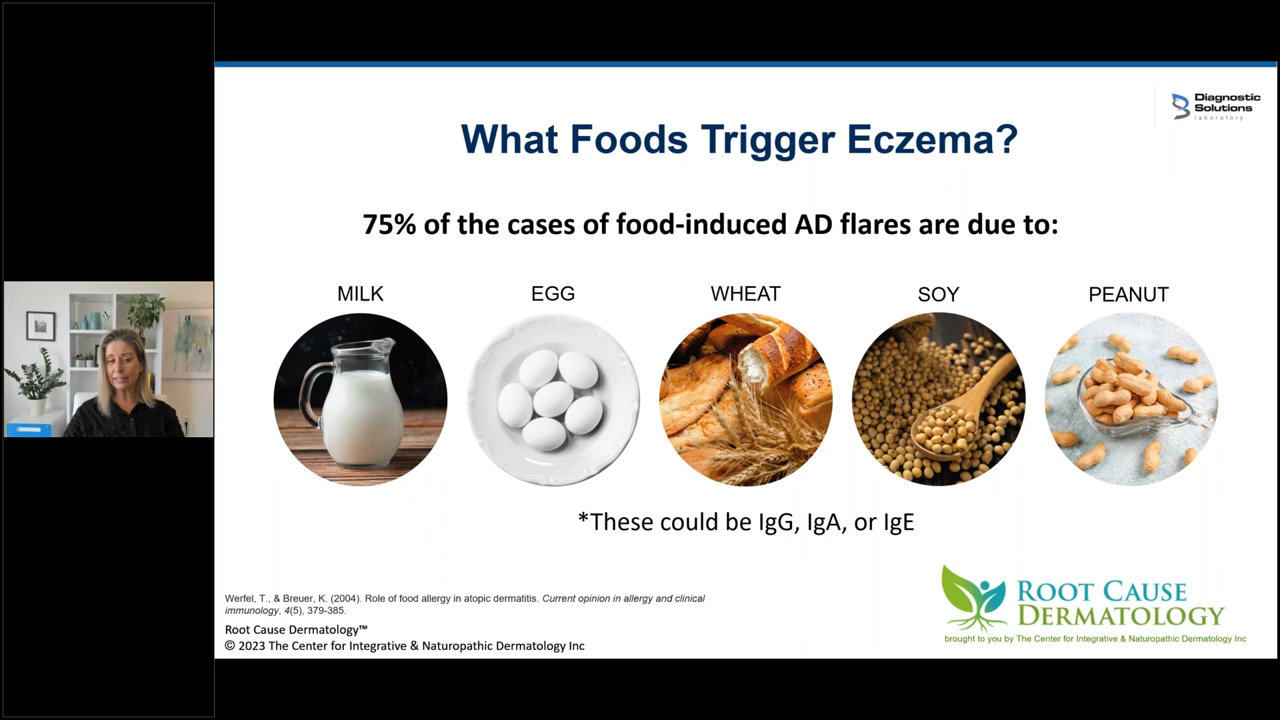 Diagnostic
Solutions
laboratory
What Foods Trigger Eczema?
75% of the cases of food-induced AD flares are due to:
MILK
EGG
WHEAT
SOY
PEANUT
*These could be IgG, IgA, or IgE
Werfel, T., & Breuer, K. (2004). Role of food allergy in atopic dermatitis. Current opinion in allergy and clinical
immunology, 4(5), 379-385.
Root Cause Dermatology™
© 2023 The Center for Integrative & Naturopathic Dermatology Inc
ROOT CAUSE
DERMATOLOGY
brought to you by The Center for Integrative & Naturopathic Dermatology Inc